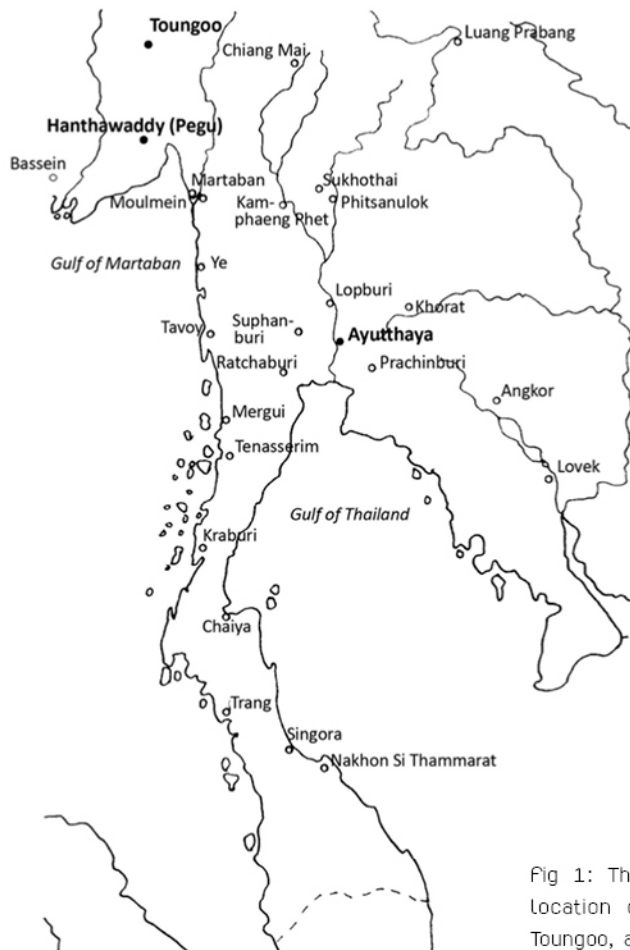 Toungoo
Luang Prabang
Chiang Mai
Hanthawaddy (Pegu)
Bassein
Martaban
Sukhothai
Moulmein
Kam-
phaeng Phet
Phitsanulok
Gulf of Martaban
Ye
Lopburi
Khorat
Tavoy
Suphan-
buri
Ayutthaya
Ratchaburi
Prachinburi
Angkor
Mergui
Tenasserim
Lovek
Gulf of Thailand
Kraburi
Chaiya
Trang
Singora
Nakhon Si Thammarat
Fig 1: Th
location
Toungoo, a